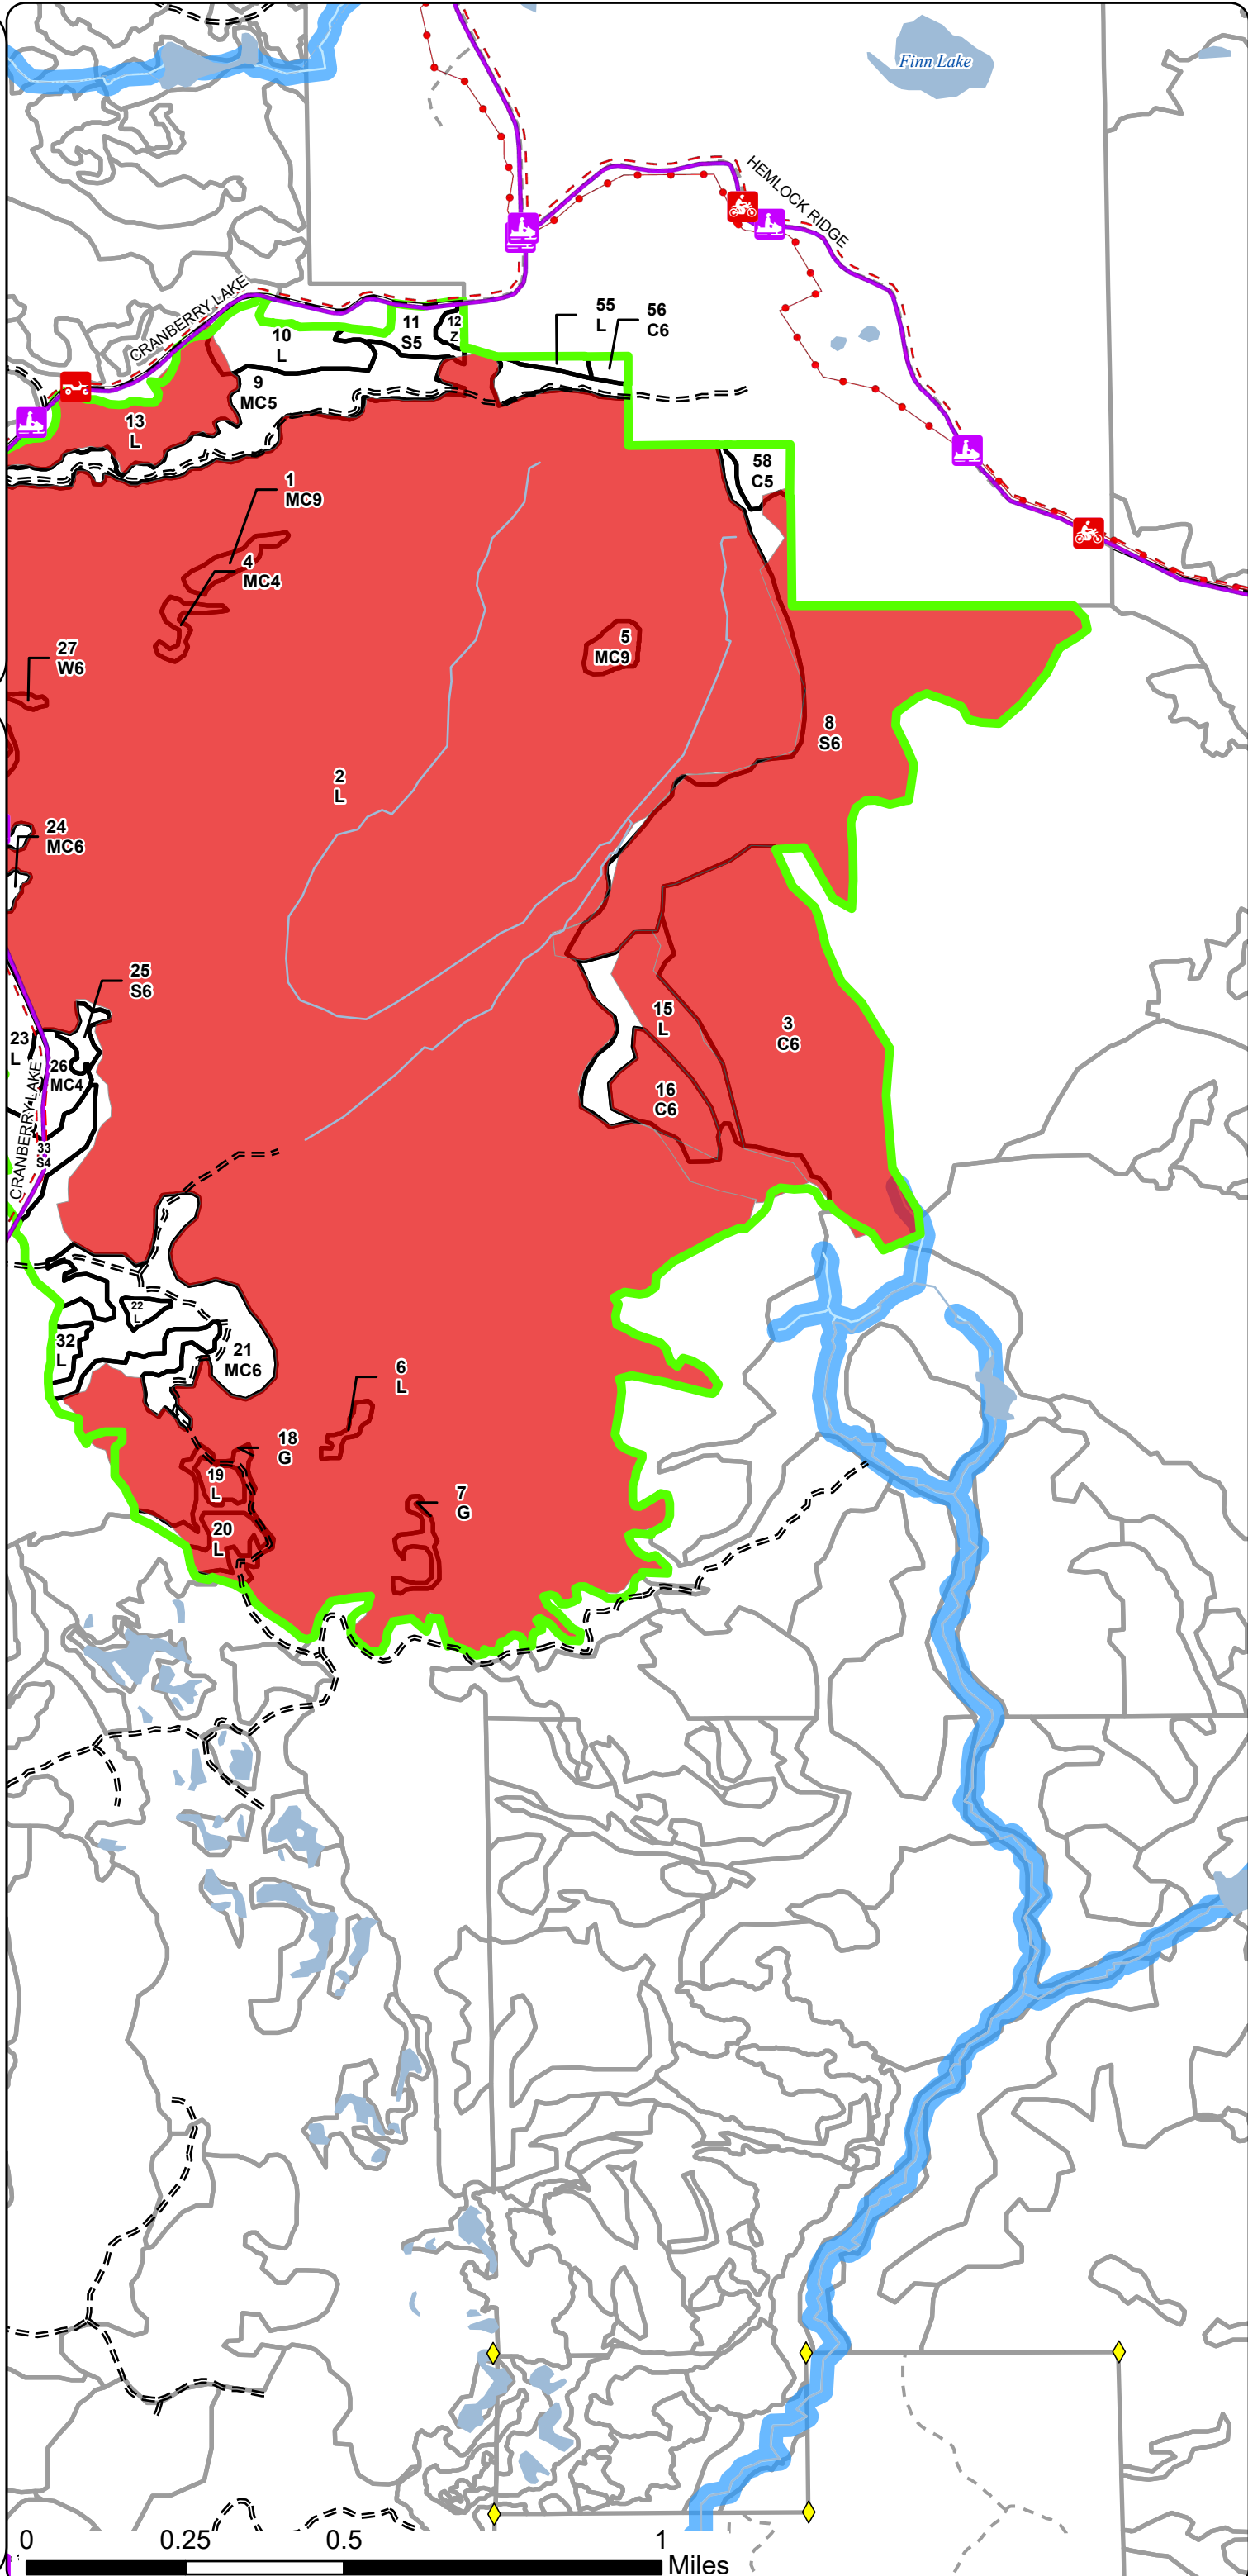 Finn Lake
HEMLOCK RIDGE
CRANBERRY LAKE
55
L
56
C6
10
L
11
S5
12
Z
9
MC5
13
L
58
C5
1
MC9
4
MC4
5
MC9
27
W6
8
S6
2
L
24
MC6
25
S6
15
L
3
C6
23
L
26
MC4
16
C6
CRANBERRY LAKE
33
S4
22
L
32
L
21
MC6
6
L
18
G
19
L
7
G
20
L
0
0.25
0.5
1
Miles